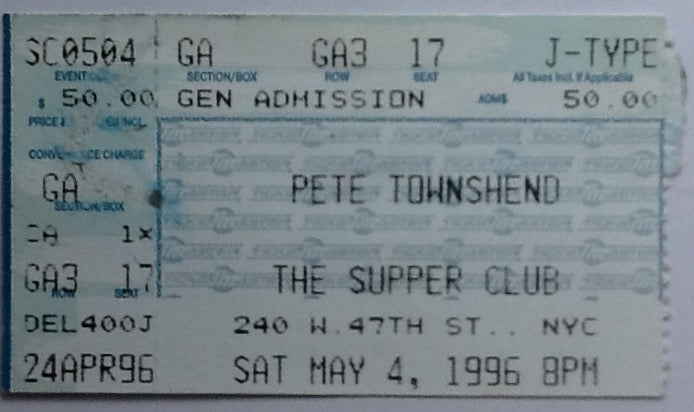 SC0504 GA GA3 17 J-TYPE
EVENT SECTION/BOX ROW SEAT All Taxes Incl. If Applicable
$ 50.00 GEN ADMISSION ADMS 50.00
PRICE & INCL.
CONVENIENCE CHARGE
GA
SECTION/BOX
PETE TOWNSHEND
CA 1X
GA3 17
ROW SEAT
THE SUPPER CLUB
DEL400J 240 W.47TH ST.. NYC
24APR96 SAT MAY 4, 1996 8PM